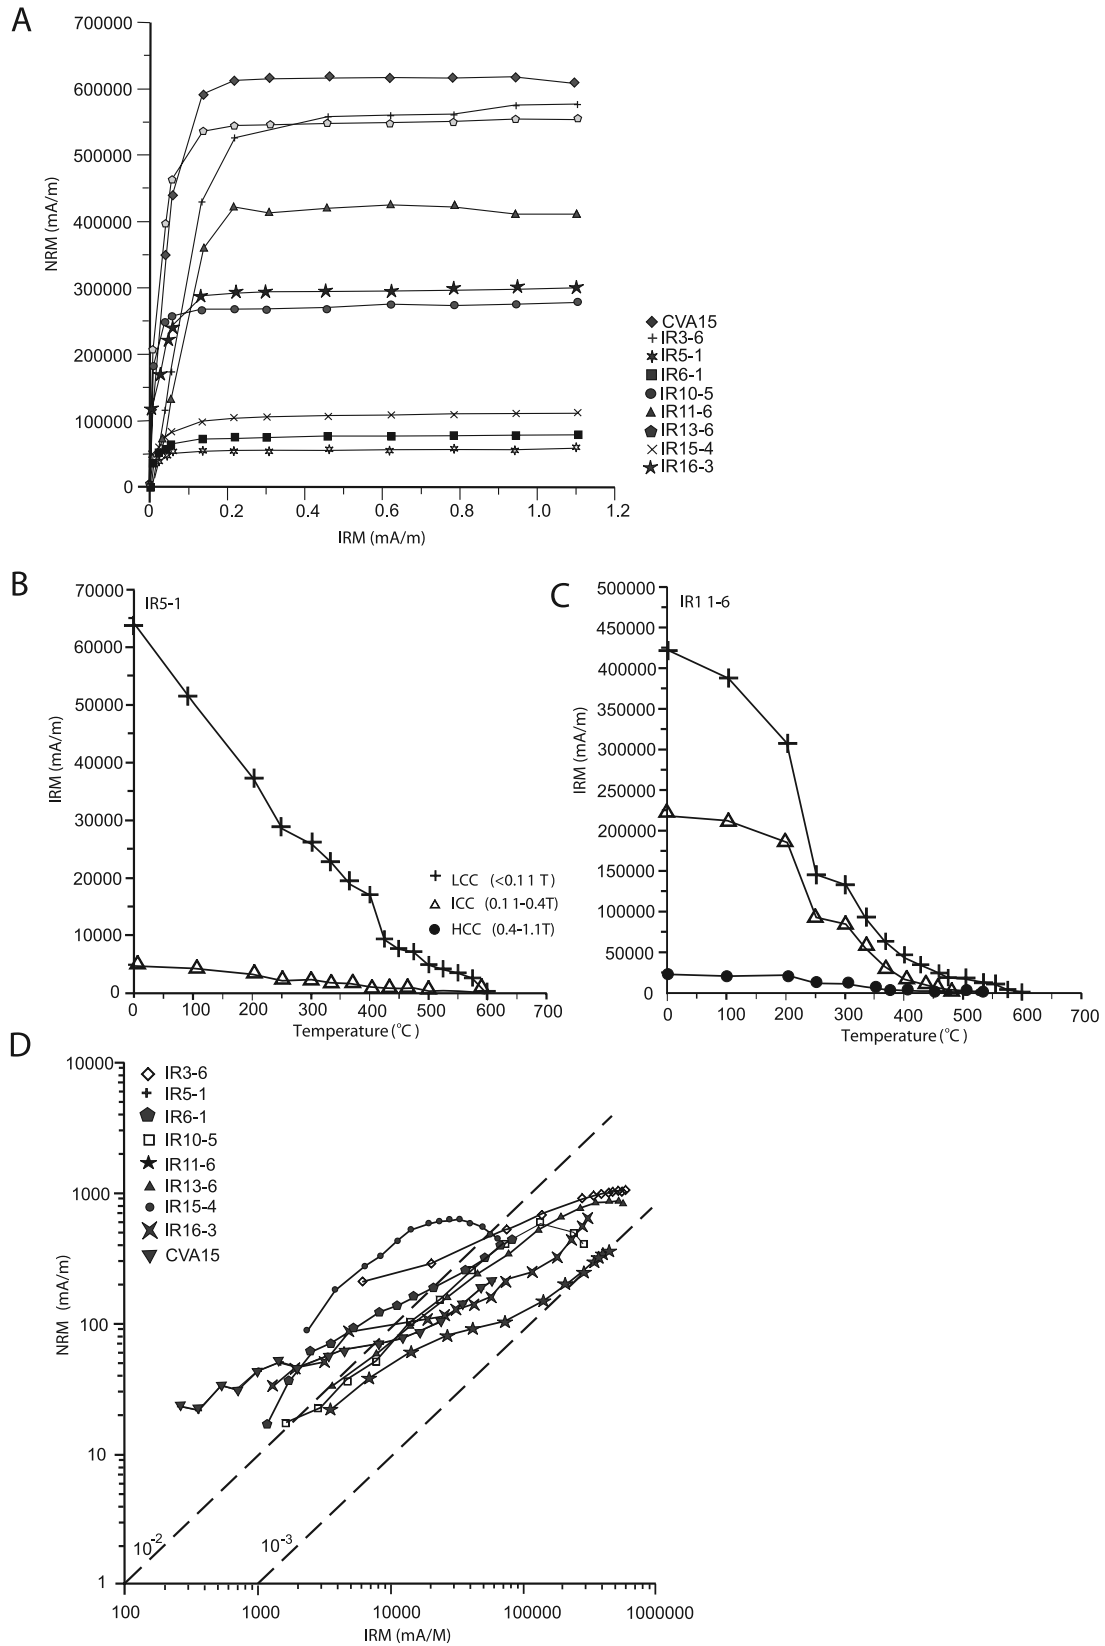 A
700000
600000
500000
400000
300000
200000
100000
0
NRM (mA/m)
0 0.2 0.4 0.6 0.8 1.0 1.2
IRM (mA/m)
CVA15
IR3-6
IR5-1
IR6-1
IR10-5
IR11-6
IR13-6
IR15-4
IR16-3
B
IR5-1
70000
60000
50000
40000
30000
20000
10000
0
IRM (mA/m)
0 100 200 300 400 500 600 700
Temperature (°C)
LCC (<0.11 T)
ICC (0.11-0.4T)
HCC (0.4-1.1T)
C
IR11-6
500000
450000
400000
350000
300000
250000
200000
150000
100000
50000
0
IRM (mA/m)
0 100 200 300 400 500 600 700
Temperature (°C)
D
10000
1000
100
10
1
NRM (mA/m)
IR3-6
IR5-1
IR6-1
IR10-5
IR11-6
IR13-6
IR15-4
IR16-3
CVA15
10-2
10-3
100 1000 10000 100000 1000000
IRM (mA/M)